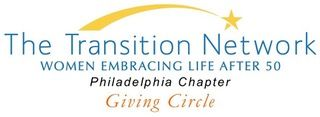 The Transition Network
WOMEN EMBRACING LIFE AFTER 50
Philadelphia Chapter
Giving Circle